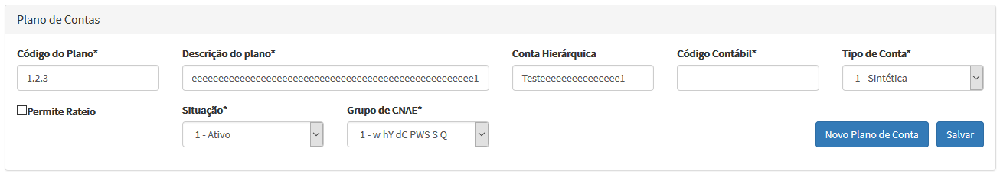 Plano de Contas
Código do Plano* Descrição do plano* Conta Hierárquica Código Contábil* Tipo de Conta*
1.2.3 eeeeeeeeeeeeeeeeeeeeeeeeeeeeeeeeeeeeeeeeeeeeeeeeeeeee1 Testeeeeeeeeeeeeeee1 1 - Sintética
Permite Rateio Situação* Grupo de CNAE*
1 - Ativo 1 - w hY dC PWS S Q Novo Plano de Conta Salvar